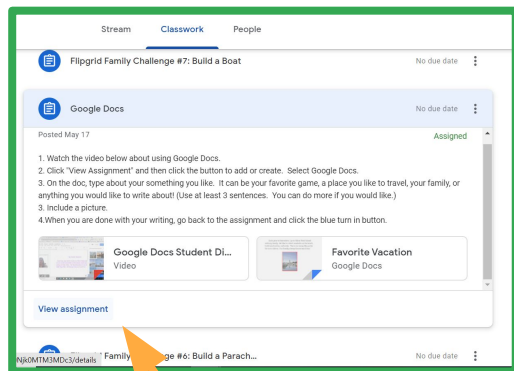 Stream Classwork People
Flipgrid Family Challenge #7: Build a Boat No due date
Google Docs No due date
Posted May 17 Assigned
1. Watch the video below about using Google Docs.
2. Click "View Assignment" and then click the button to add or create. Select Google Docs.
3. On the doc, type about your something you like. It can be your favorite game, a place you like to travel, your family, or
anything you would like to write about! (Use at least 3 sentences. You can do more if you would like.)
3. Include a picture.
4.When you are done with your writing, go back to the assignment and click the blue turn in button.
Google Docs Student Di...
Video
Favorite Vacation
Google Docs
View assignment
Family ge #6: Build a Parach... No due date
Njk0MTM3MDc3/details